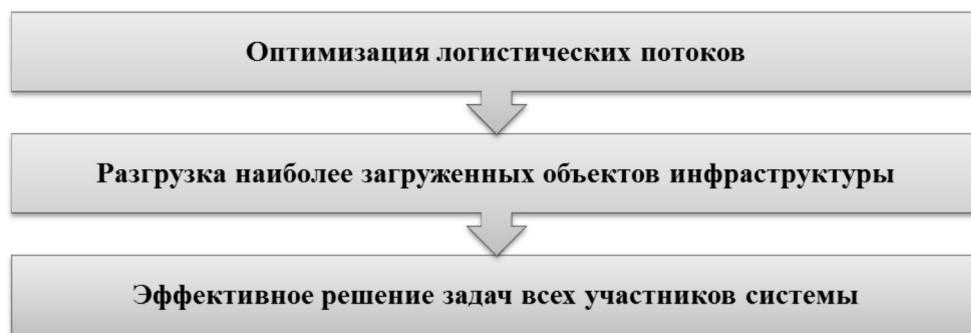 Оптимизация логистических потоков
Разгрузка наиболее загруженных объектов инфраструктуры
Эффективное решение задач всех участников системы